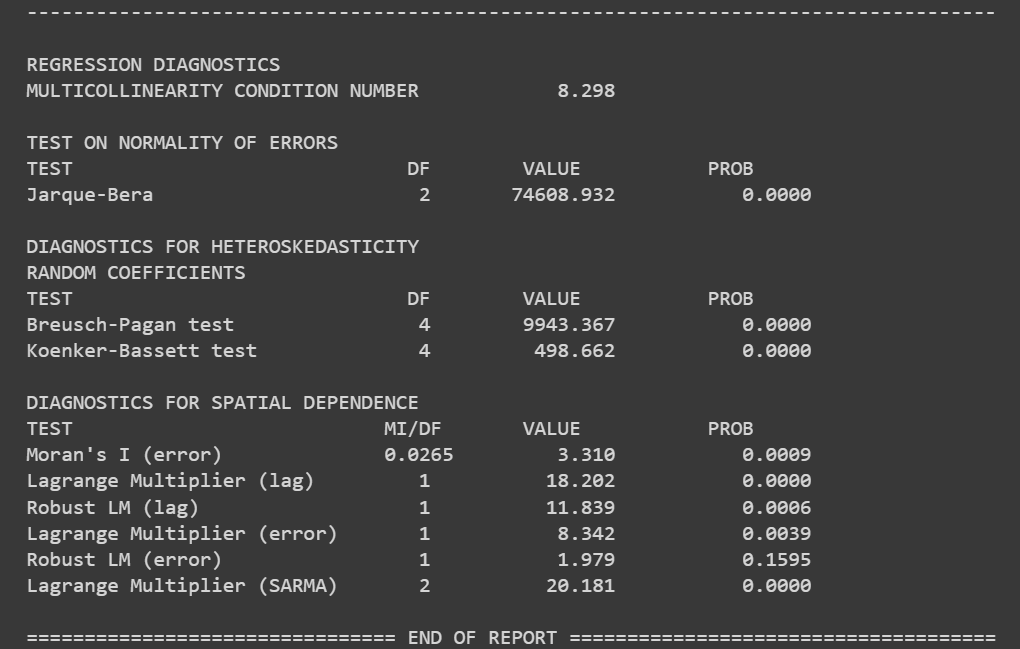 ------------------------------------------------------------------------------------
REGRESSION DIAGNOSTICS
MULTICOLLINEARITY CONDITION NUMBER            8.298
TEST ON NORMALITY OF ERRORS
TEST                             DF        VALUE           PROB
Jarque-Bera                       2       74608.932           0.0000
DIAGNOSTICS FOR HETEROSKEDASTICITY
RANDOM COEFFICIENTS
TEST                             DF        VALUE           PROB
Breusch-Pagan test                4        9943.367           0.0000
Koenker-Bassett test              4         498.662           0.0000
DIAGNOSTICS FOR SPATIAL DEPENDENCE
TEST                           MI/DF       VALUE           PROB
Moran's I (error)              0.0265         3.310           0.0009
Lagrange Multiplier (lag)         1          18.202           0.0000
Robust LM (lag)                   1          11.839           0.0006
Lagrange Multiplier (error)       1           8.342           0.0039
Robust LM (error)                 1           1.979           0.1595
Lagrange Multiplier (SARMA)       2          20.181           0.0000
================================ END OF REPORT =====================================